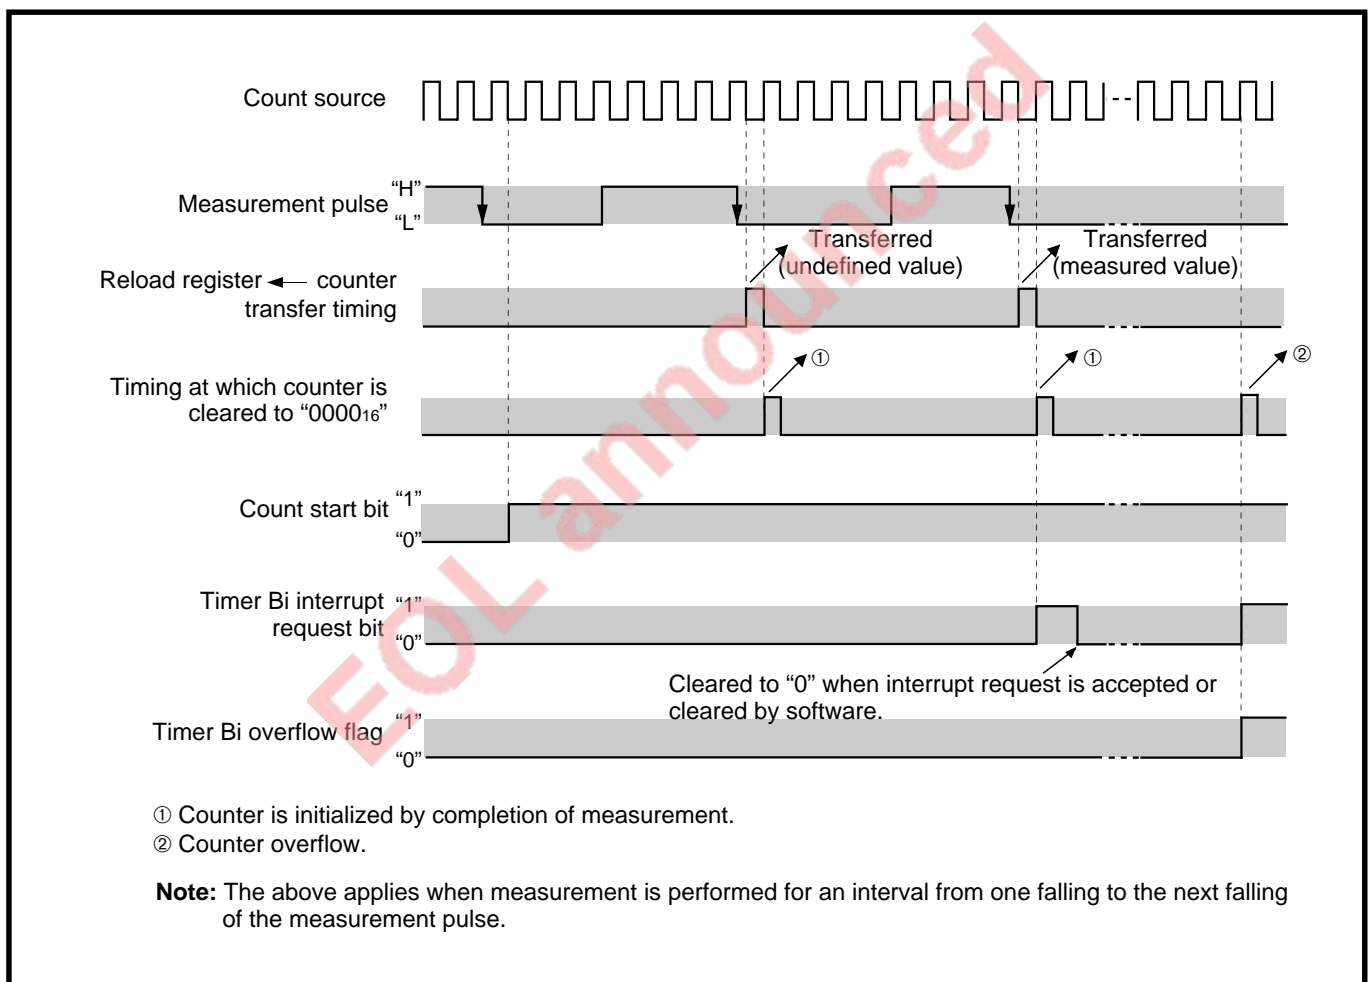 Count source
Measurement pulse
“H”
“L”
Transferred
(undefined value)
Transferred
(measured value)
Reload register ← counter
transfer timing
①
①
②
Timing at which counter is
cleared to “0000₁₆”
Count start bit
“1”
“0”
Timer Bi interrupt
request bit
“1”
“0”
Cleared to “0” when interrupt request is accepted or
cleared by software.
Timer Bi overflow flag
“1”
“0”
① Counter is initialized by completion of measurement.
② Counter overflow.
Note: The above applies when measurement is performed for an interval from one falling to the next falling
of the measurement pulse.
EOL announced